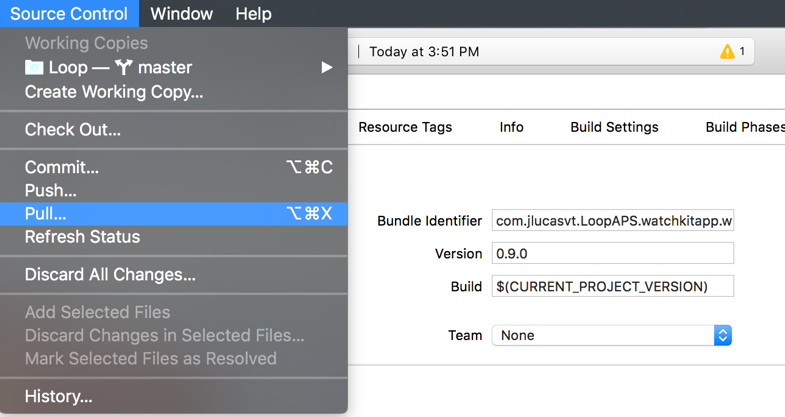 Source Control Window Help
Working Copies
Loop — master
Create Working Copy...
Check Out...
Commit... ⌥⌘C
Push...
Pull... ⌥⌘X
Refresh Status
Discard All Changes...
Add Selected Files
Discard Changes in Selected Files...
Mark Selected Files as Resolved
History...
Today at 3:51 PM 1
Resource Tags Info Build Settings Build Phases
Bundle Identifier com.jlucasvt.LoopAPS.watchkitapp.w
Version 0.9.0
Build $(CURRENT_PROJECT_VERSION)
Team None